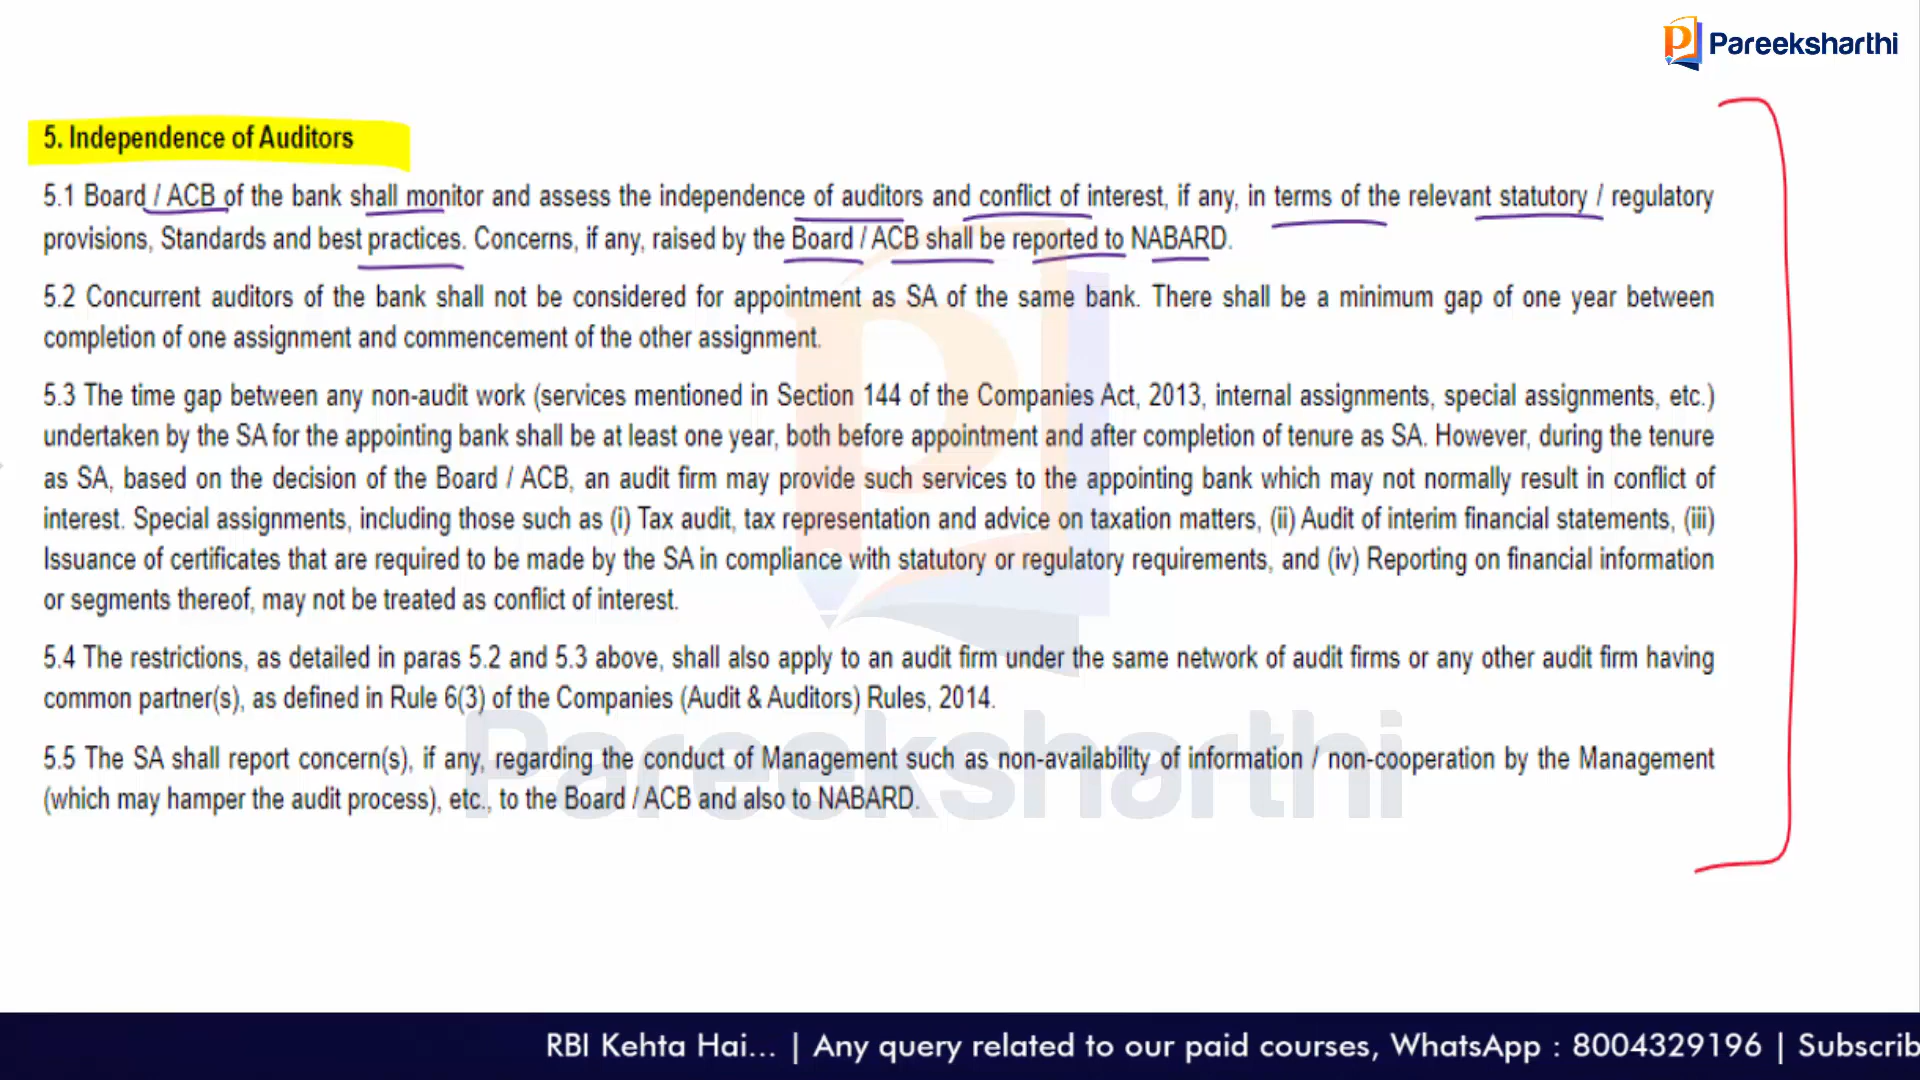 Pareeksharthi
5. Independence of Auditors
5.1 Board / ACB of the bank shall monitor and assess the independence of auditors and conflict of interest, if any, in terms of the relevant statutory / regulatory
provisions, Standards and best practices. Concerns, if any, raised by the Board / ACB shall be reported to NABARD.
5.2 Concurrent auditors of the bank shall not be considered for appointment as SA of the same bank. There shall be a minimum gap of one year between
completion of one assignment and commencement of the other assignment.
5.3 The time gap between any non-audit work (services mentioned in Section 144 of the Companies Act, 2013, internal assignments, special assignments, etc.)
undertaken by the SA for the appointing bank shall be at least one year, both before appointment and after completion of tenure as SA. However, during the tenure
as SA, based on the decision of the Board / ACB, an audit firm may provide such services to the appointing bank which may not normally result in conflict of
interest. Special assignments, including those such as (i) Tax audit, tax representation and advice on taxation matters, (ii) Audit of interim financial statements, (iii)
Issuance of certificates that are required to be made by the SA in compliance with statutory or regulatory requirements, and (iv) Reporting on financial information
or segments thereof, may not be treated as conflict of interest.
5.4 The restrictions, as detailed in paras 5.2 and 5.3 above, shall also apply to an audit firm under the same network of audit firms or any other audit firm having
common partner(s), as defined in Rule 6(3) of the Companies (Audit & Auditors) Rules, 2014.
Pareeksharthi
5.5 The SA shall report concern(s), if any, regarding the conduct of Management such as non-availability of information / non-cooperation by the Management
(which may hamper the audit process), etc., to the Board / ACB and also to NABARD.
RBI Kehta Hai... | Any query related to our paid courses, WhatsApp : 8004329196 | Subscrib